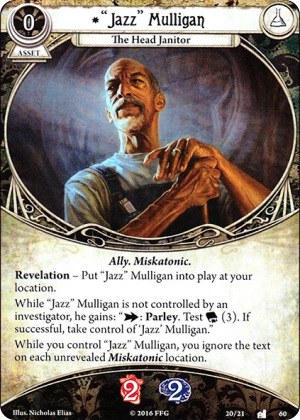 0
"Jazz" Mulligan
ASSET
The Head Janitor
Ally. Miskatonic.
Revelation – Put "Jazz" Mulligan into play at your
location.
While "Jazz" Mulligan is not controlled by an
investigator, he gains: " : Parley. Test (3). If
successful, take control of 'Jazz' Mulligan."
While you control "Jazz" Mulligan, you ignore the text
on each unrevealed Miskatonic location.
2 2
Illus. Nicholas Elias
© 2016 FFG
20/21
60